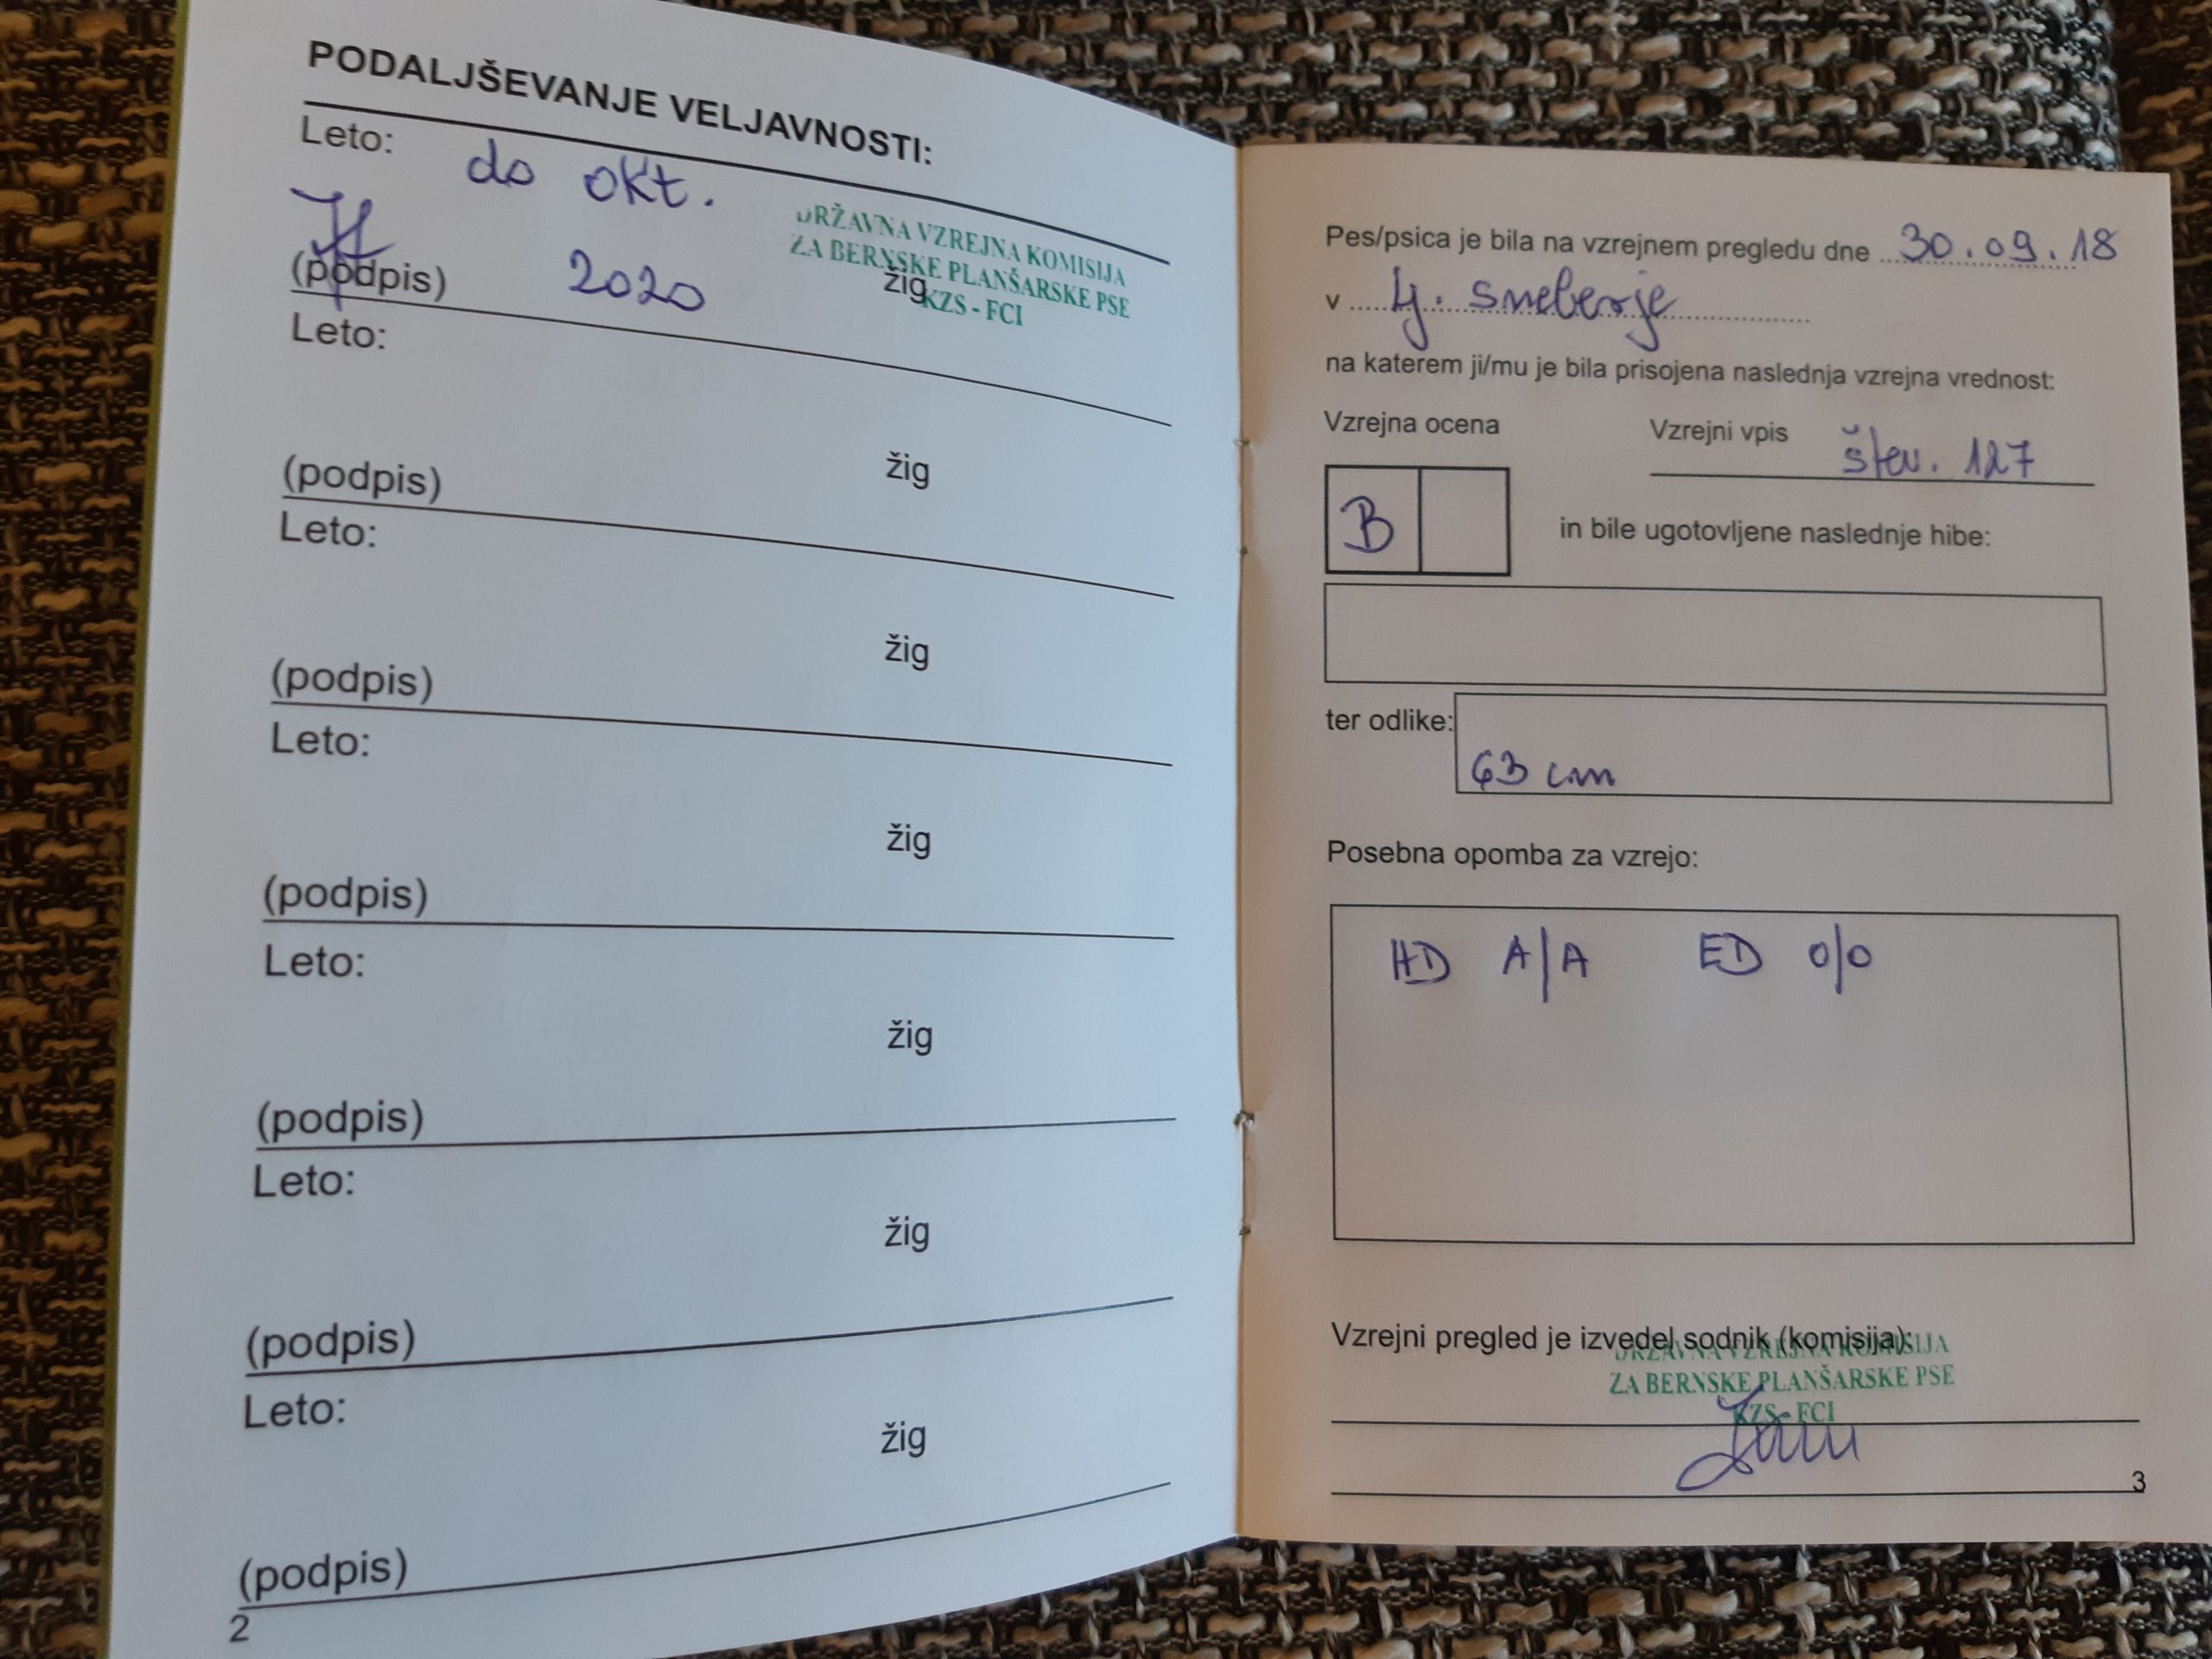 PODALJŠEVANJE VELJAVNOSTI:
Leto: do okt.
DRŽAVNA VZREJNA KOMISIJA
ZA BERNSKE PLANŠARSKE PSE
KZS - FCI
(podpis) 2020 žig
Leto:
žig
(podpis)
Leto:
žig
(podpis)
Leto:
žig
(podpis)
Leto:
žig
(podpis)
Leto:
žig
(podpis)
Leto:
žig
(podpis)
2
Pes/psica je bila na vzrejnem pregledu dne 30.09.18
v Lj. Sneberje
na katerem ji/mu je bila prisojena naslednja vzrejna vrednost:
Vzrejna ocena Vzrejni vpis štev. 127
B in bile ugotovljene naslednje hibe:
ter odlike:
63 cm
Posebna opomba za vzrejo:
HD A/A ED 0/0
Vzrejni pregled je izvedel sodnik (komisija):
DRŽAVNA VZREJNA KOMISIJA
ZA BERNSKE PLANŠARSKE PSE
KZS - FCI
3